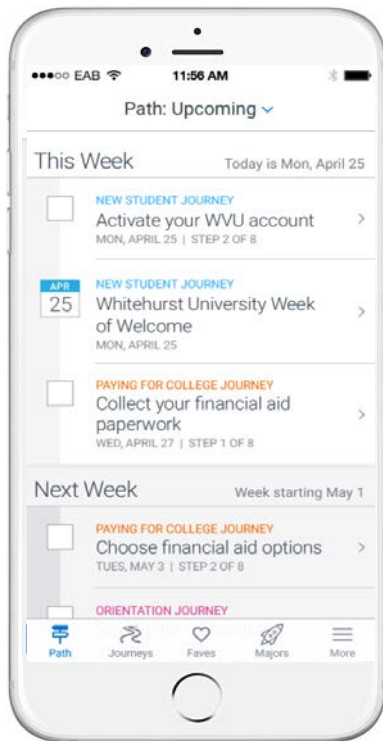 ●●●○○ EAB 11:56 AM
Path: Upcoming
This Week Today is Mon, April 25
NEW STUDENT JOURNEY
Activate your WVU account
MON, APRIL 25 | STEP 2 OF 8
APR
25
NEW STUDENT JOURNEY
Whitehurst University Week
of Welcome
MON, APRIL 25
PAYING FOR COLLEGE JOURNEY
Collect your financial aid
paperwork
WED, APRIL 27 | STEP 1 OF 8
Next Week Week starting May 1
PAYING FOR COLLEGE JOURNEY
Choose financial aid options
TUES, MAY 3 | STEP 2 OF 8
ORIENTATION JOURNEY
Path Journeys Faves Majors More